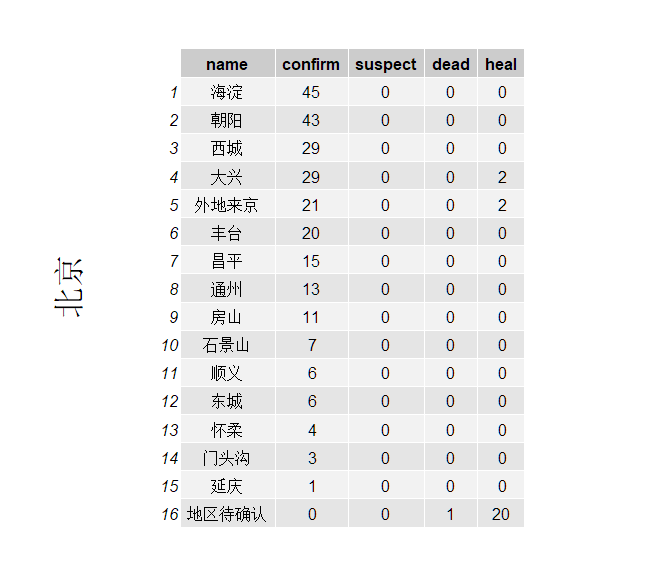 北京
name confirm suspect dead heal
1 海淀 45 0 0 0
2 朝阳 43 0 0 0
3 西城 29 0 0 0
4 大兴 29 0 0 2
5 外地来京 21 0 0 2
6 丰台 20 0 0 0
7 昌平 15 0 0 0
8 通州 13 0 0 0
9 房山 11 0 0 0
10 石景山 7 0 0 0
11 顺义 6 0 0 0
12 东城 6 0 0 0
13 怀柔 4 0 0 0
14 门头沟 3 0 0 0
15 延庆 1 0 0 0
16 地区待确认 0 0 1 20